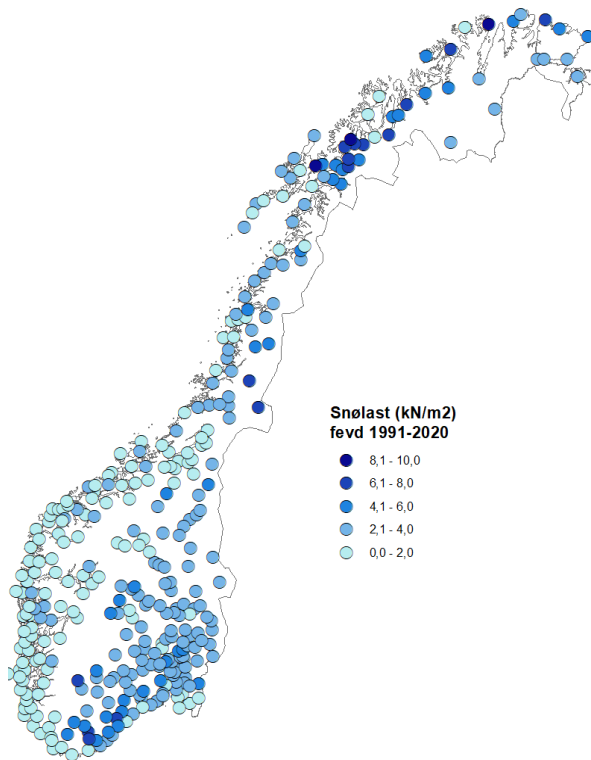 Snølast (kN/m2)
fevd 1991-2020
8,1 - 10,0
6,1 - 8,0
4,1 - 6,0
2,1 - 4,0
0,0 - 2,0